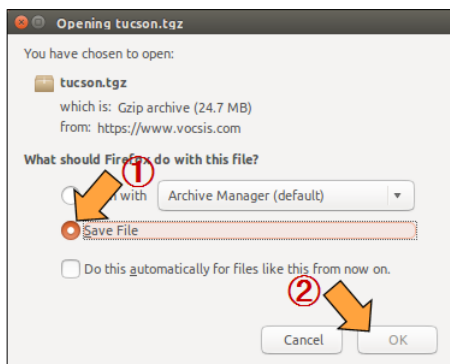 Opening tucson.tgz
You have chosen to open:
tucson.tgz
which is: Gzip archive (24.7 MB)
from: https://www.vocsis.com
What should Firefox do with this file?
①
with Archive Manager (default)
Save File
Do this automatically for files like this from now on.
②
Cancel OK